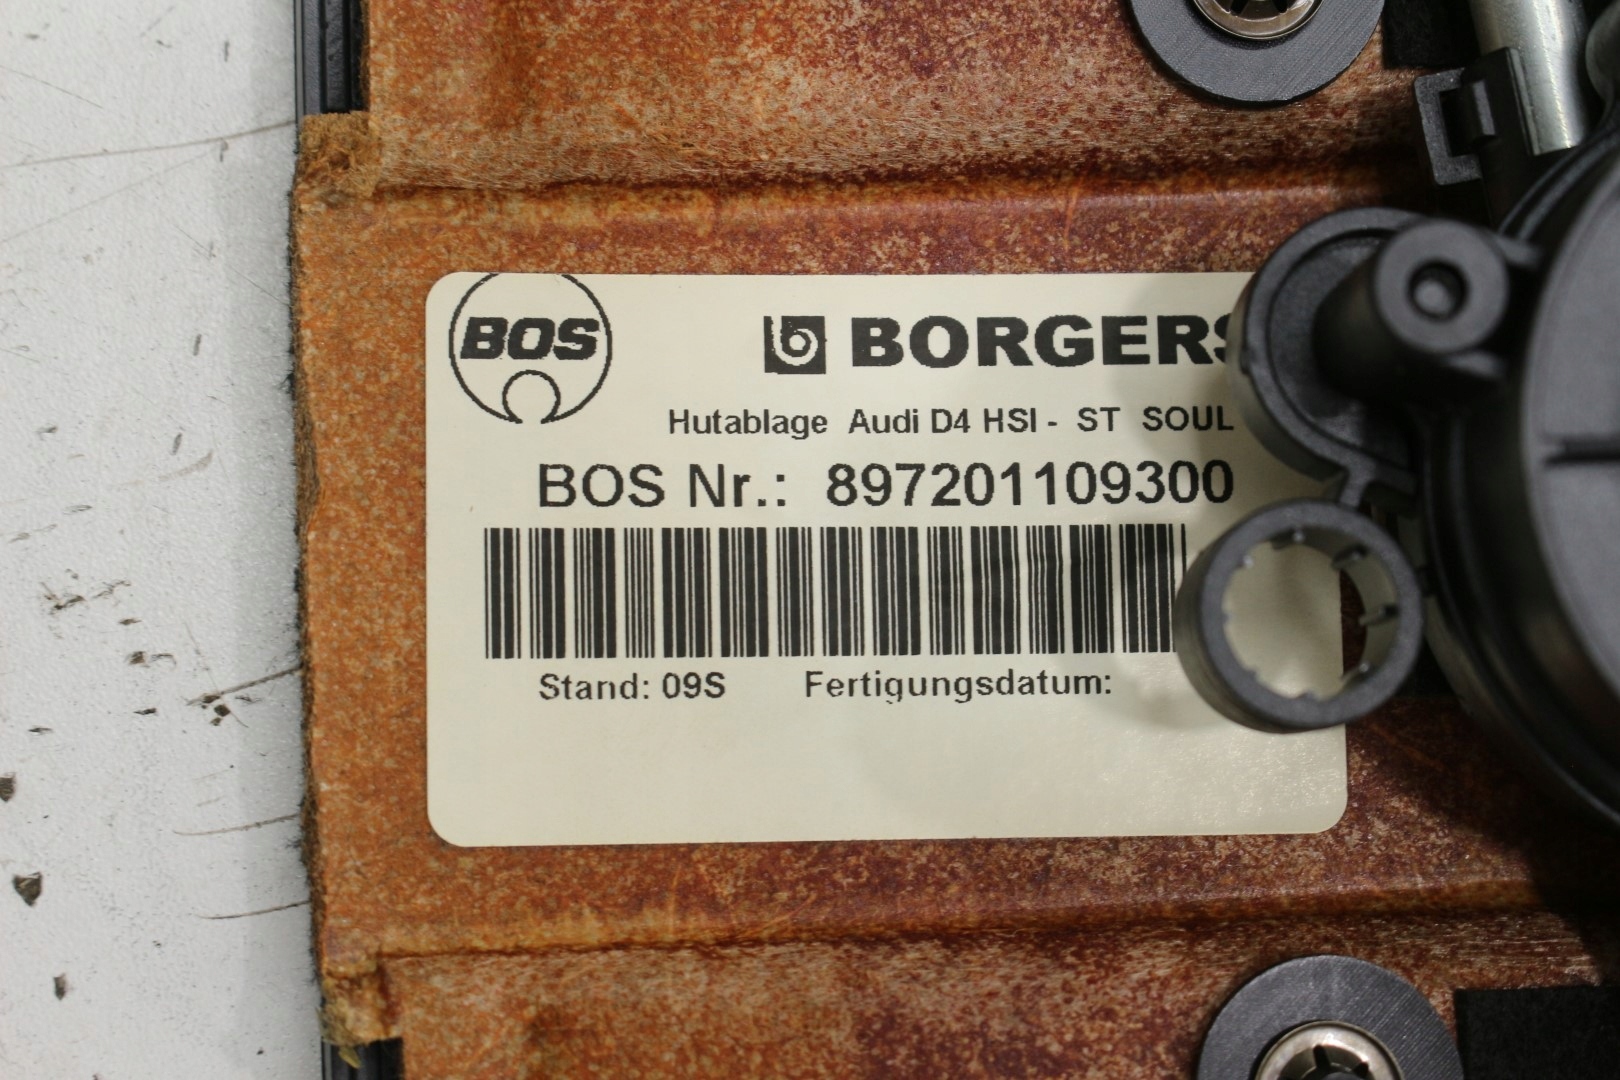 BOS
BORGERS
Hutablage Audi D4 HSI - ST SOUL
BOS Nr.: 897201109300
Stand: 09S Fertigungsdatum: